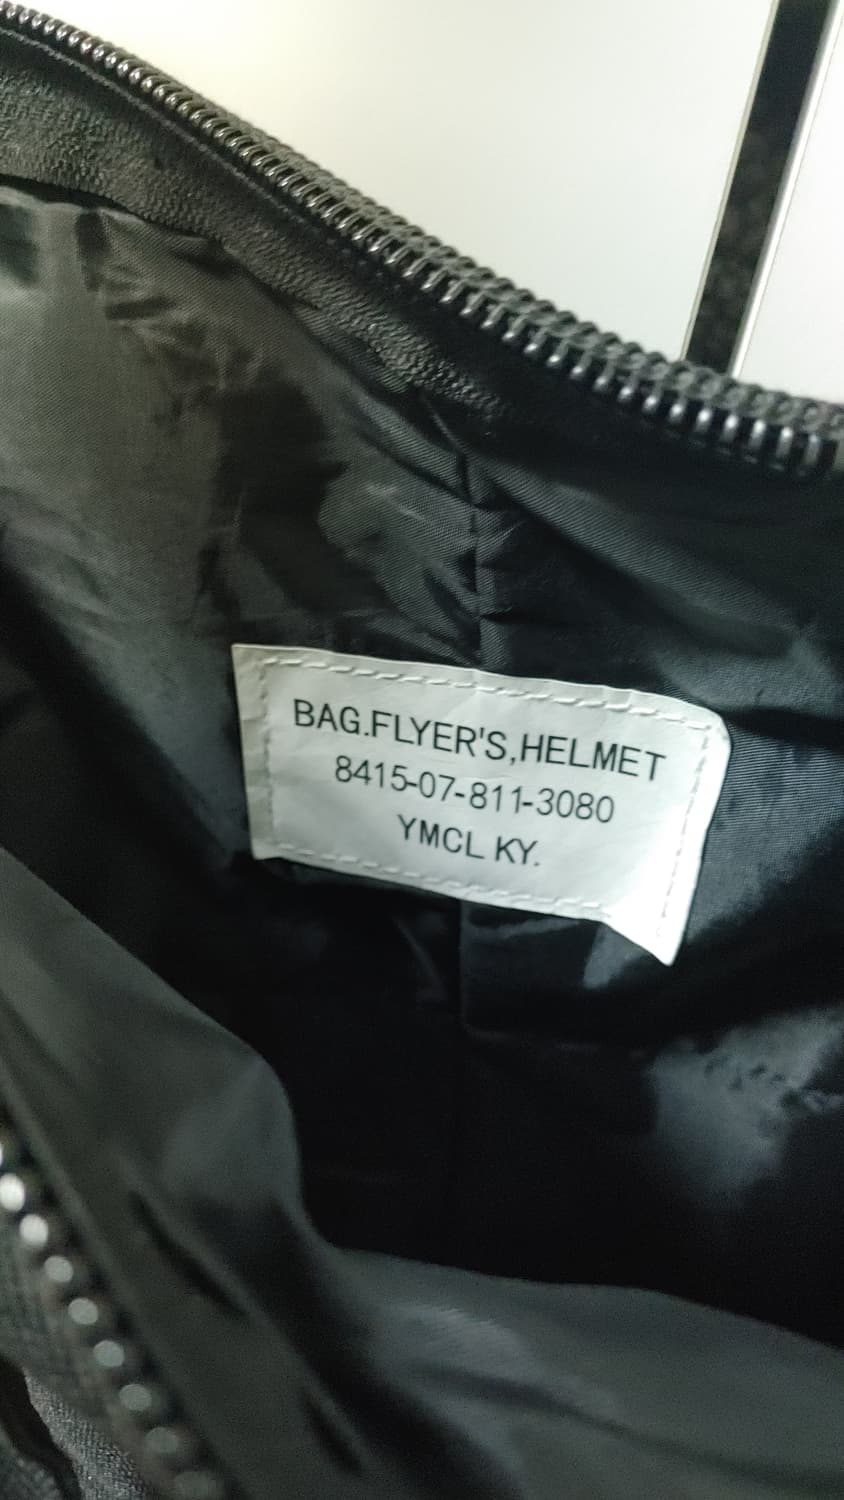 BAG.FLYER'S,HELMET
8415-07-811-3080
YMCL KY.